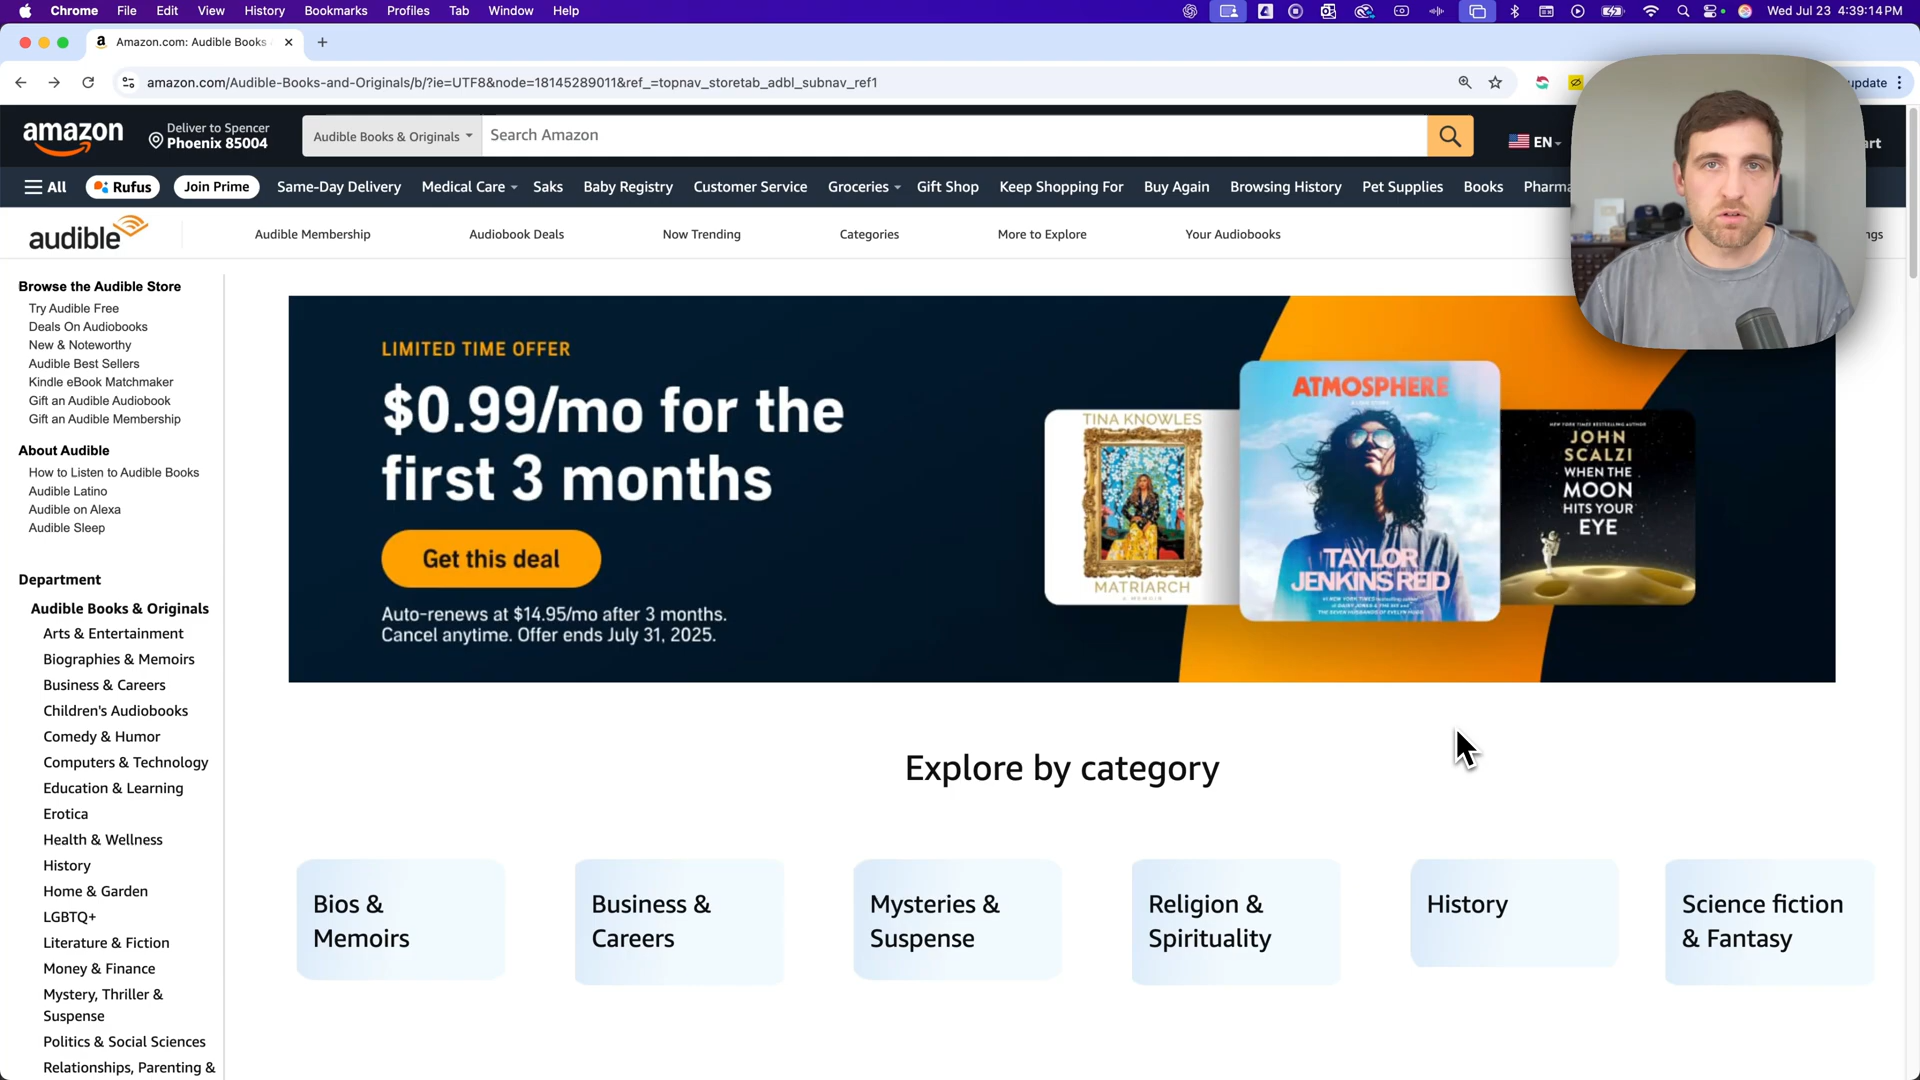 Chrome File Edit View History Bookmarks Profiles Tab Window Help
Wed Jul 23 4:39:14 PM
Amazon.com: Audible Books
amazon.com/Audible-Books-and-Originals/b/?ie=UTF8&node=18145289011&ref_=topnav_storetab_adbl_subnav_ref1
update
amazon
Deliver to Spencer
Phoenix 85004
Audible Books & Originals
Search Amazon
EN
All Rufus Join Prime Same-Day Delivery Medical Care Saks Baby Registry Customer Service Groceries Gift Shop Keep Shopping For Buy Again Browsing History Pet Supplies Books
audible Audible Membership Audiobook Deals Now Trending Categories More to Explore Your Audiobooks
Browse the Audible Store
Try Audible Free
Deals On Audiobooks
New & Noteworthy
Audible Best Sellers
Kindle eBook Matchmaker
Gift an Audible Audiobook
Gift an Audible Membership
About Audible
How to Listen to Audible Books
Audible Latino
Audible on Alexa
Audible Sleep
Department
Audible Books & Originals
Arts & Entertainment
Biographies & Memoirs
Business & Careers
Children's Audiobooks
Comedy & Humor
Computers & Technology
Education & Learning
Erotica
Health & Wellness
History
Home & Garden
LGBTQ+
Literature & Fiction
Money & Finance
Mystery, Thriller &
Suspense
Politics & Social Sciences
Relationships, Parenting &
LIMITED TIME OFFER
$0.99/mo for the
first 3 months
Get this deal
Auto-renews at $14.95/mo after 3 months.
Cancel anytime. Offer ends July 31, 2025.
TINA KNOWLES
MATRIARCH
A MEMOIR
ATMOSPHERE
A LOVE STORY
TAYLOR
JENKINS REID
NEW YORK TIMES BESTSELLING AUTHOR
JOHN
SCALZI
WHEN THE
MOON
HITS YOUR
EYE
Explore by category
Bios &
Memoirs
Business &
Careers
Mysteries &
Suspense
Religion &
Spirituality
History
Science fiction
& Fantasy